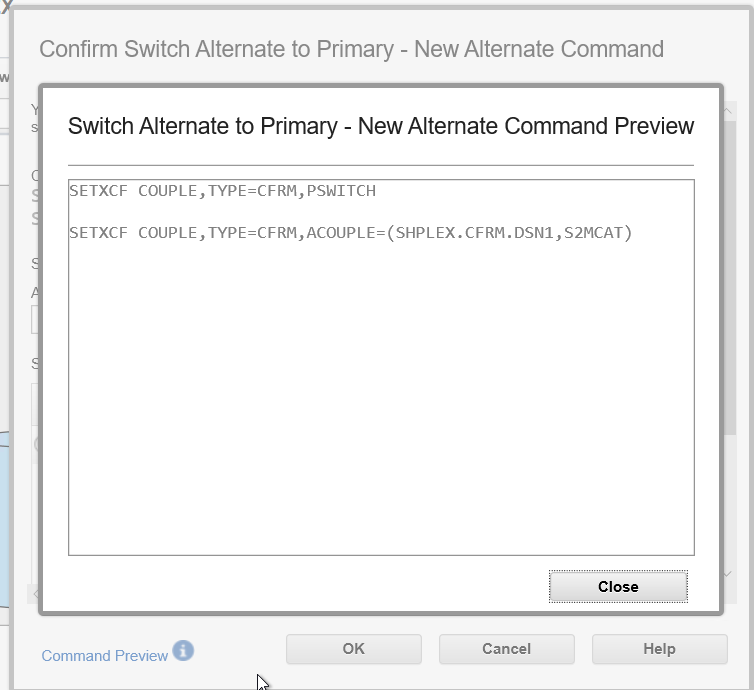 X
Confirm Switch Alternate to Primary - New Alternate Command
Switch Alternate to Primary - New Alternate Command Preview
SETXCF COUPLE,TYPE=CFRM,PSWITCH
SETXCF COUPLE,TYPE=CFRM,ACOUPLE=(SHPLEX.CFRM.DSN1,S2MCAT)
Close
Command Preview i
OK
Cancel
Help